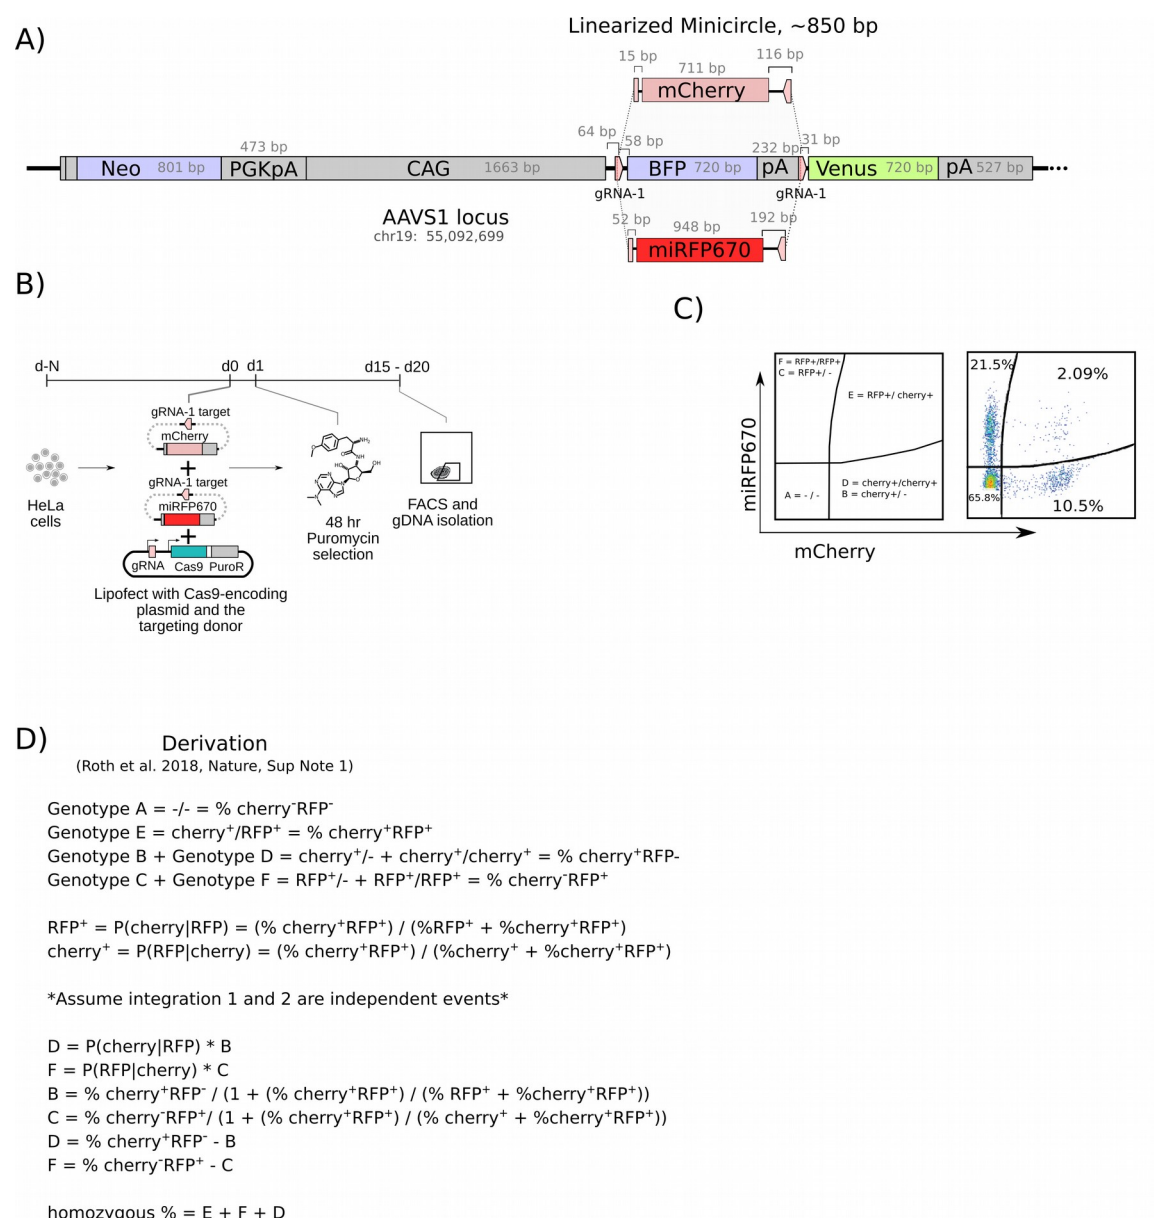 A)
Linearized Minicircle, ~850 bp
15 bp
711 bp
116 bp
mCherry
473 bp
64 bp
58 bp
232 bp
31 bp
Neo 801 bp
PGKpA
CAG 1663 bp
BFP 720 bp
pA
Venus 720 bp
pA 527 bp
gRNA-1
gRNA-1
AAVS1 locus
chr19: 55,092,699
52 bp
948 bp
192 bp
miRFP670
B)
d-N
d0
d1
d15 - d20
gRNA-1 target
mCherry
+
gRNA-1 target
miRFP670
+
gRNA
Cas9
PuroR
HeLa
cells
Lipofect with Cas9-encoding
plasmid and the
targeting donor
NH₂
NH
HO
OH
48 hr
Puromycin
selection
FACS and
gDNA isolation
C)
miRFP670
F = RFP+/RFP+
C = RFP+/ -
E = RFP+/ cherry+
A = - / -
D = cherry+/cherry+
B = cherry+/ -
21.5%
2.09%
65.8%
10.5%
mCherry
D)
Derivation
(Roth et al. 2018, Nature, Sup Note 1)
Genotype A = -/- = % cherry⁻RFP⁻
Genotype E = cherry⁺/RFP⁺ = % cherry⁺RFP⁺
Genotype B + Genotype D = cherry⁺/- + cherry⁺/cherry⁺ = % cherry⁺RFP-
Genotype C + Genotype F = RFP⁺/- + RFP⁺/RFP⁺ = % cherry⁻RFP⁺
RFP⁺ = P(cherry|RFP) = (% cherry⁺RFP⁺) / (%RFP⁺ + %cherry⁺RFP⁺)
cherry⁺ = P(RFP|cherry) = (% cherry⁺RFP⁺) / (%cherry⁺ + %cherry⁺RFP⁺)
*Assume integration 1 and 2 are independent events*
D = P(cherry|RFP) * B
F = P(RFP|cherry) * C
B = % cherry⁺RFP⁻ / (1 + (% cherry⁺RFP⁺) / (% RFP⁺ + %cherry⁺RFP⁺))
C = % cherry⁻RFP⁺/ (1 + (% cherry⁺RFP⁺) / (% cherry⁺ + %cherry⁺RFP⁺))
D = % cherry⁺RFP⁻ - B
F = % cherry⁻RFP⁺ - C
homozygous % = E + F + D